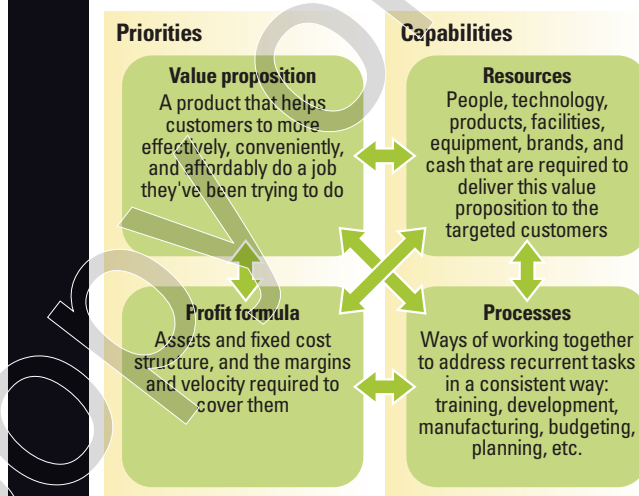 Priorities
Capabilities
Value proposition
A product that helps
customers to more
effectively, conveniently,
and affordably do a job
they've been trying to do
Resources
People, technology,
products, facilities,
equipment, brands, and
cash that are required to
deliver this value
proposition to the
targeted customers
Profit formula
Assets and fixed cost
structure, and the margins
and velocity required to
cover them
Processes
Ways of working together
to address recurrent tasks
in a consistent way:
training, development,
manufacturing, budgeting,
planning, etc.